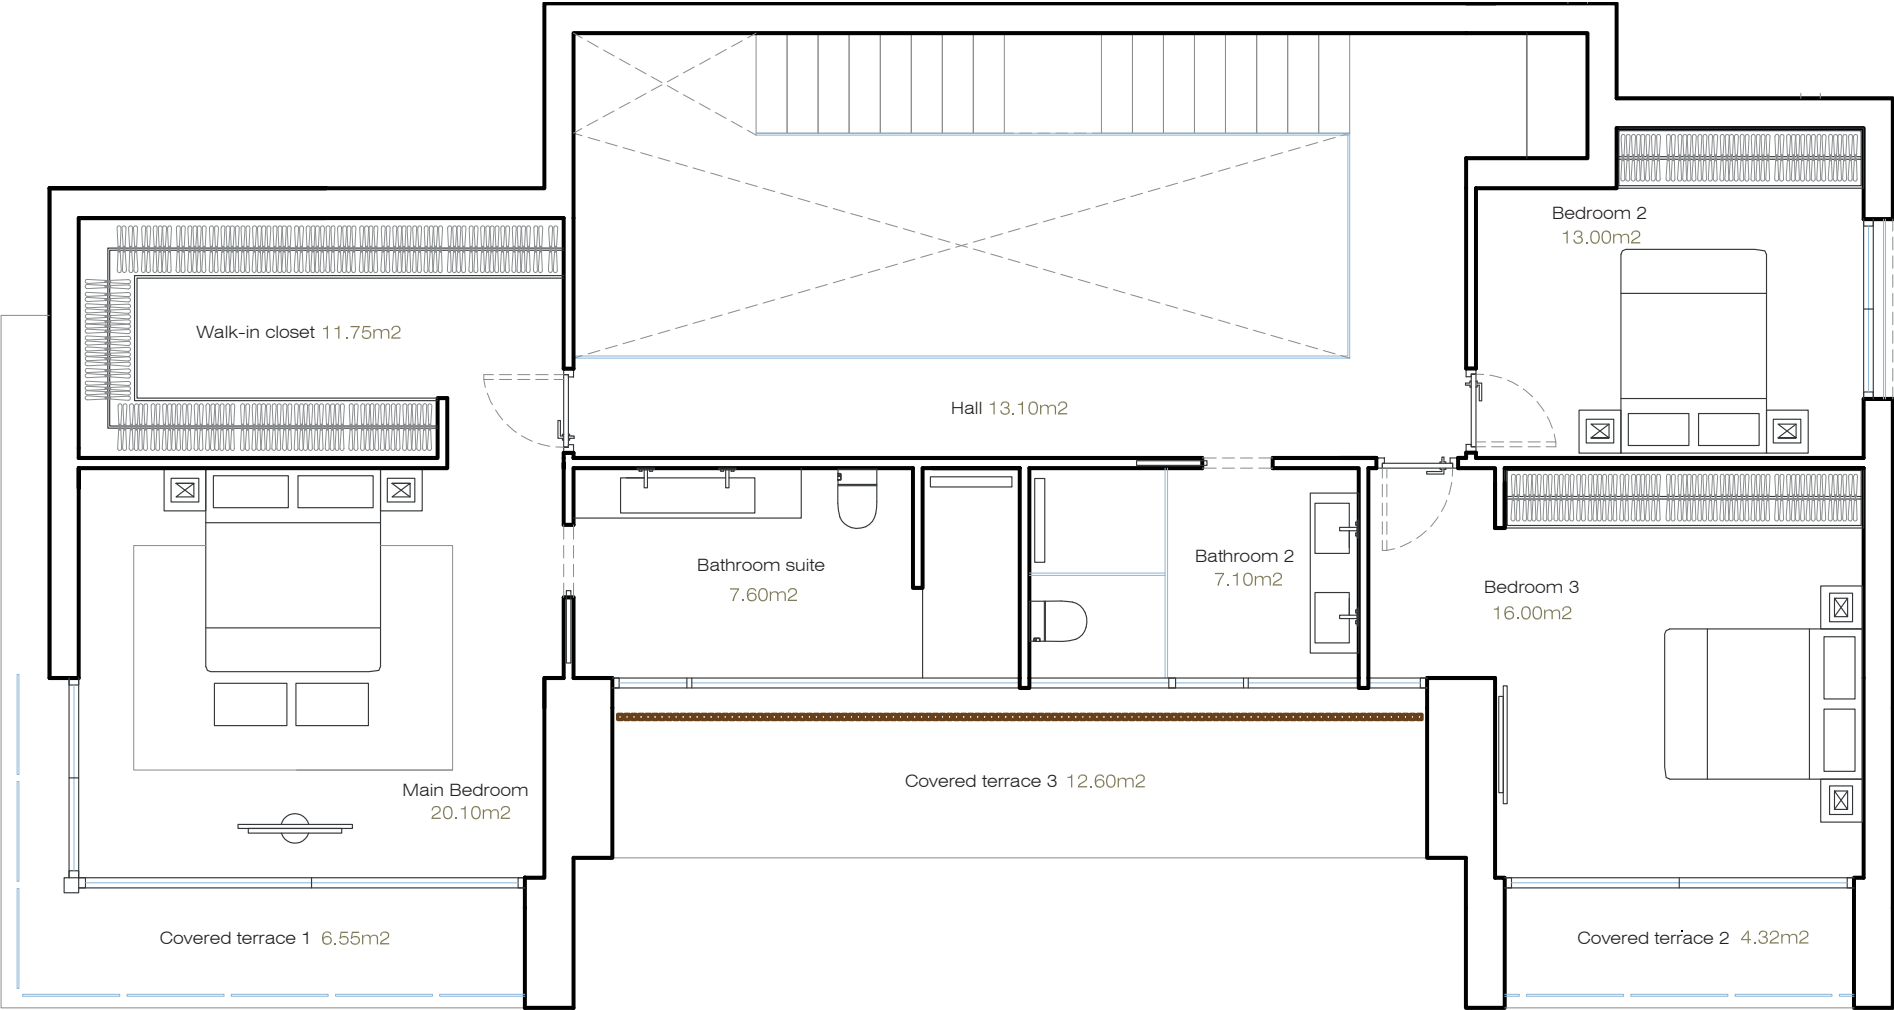 Bedroom 2
13.00m2
Walk-in closet 11.75m2
Hall 13.10m2
Bathroom suite
7.60m2
Bathroom 2
7.10m2
Bedroom 3
16.00m2
Main Bedroom
20.10m2
Covered terrace 3 12.60m2
Covered terrace 1 6.55m2
Covered terrace 2 4.32m2